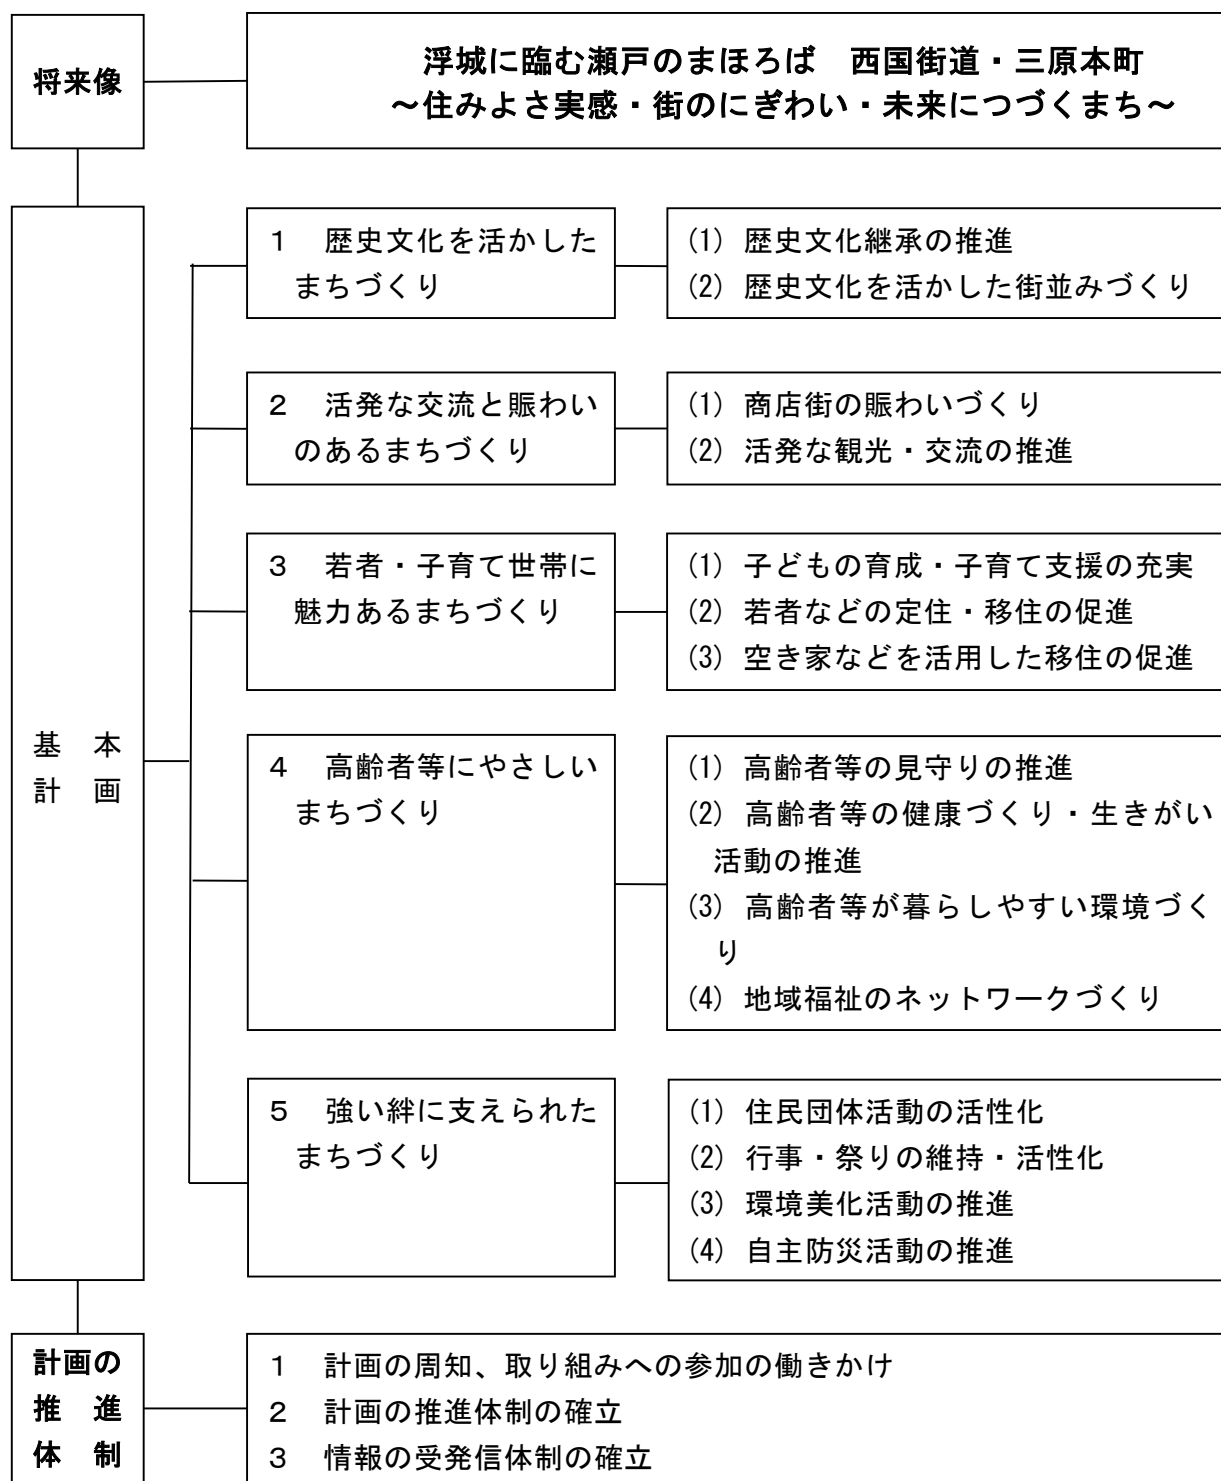 将来像
浮城に臨む瀬戸のまほろば　西国街道・三原本町
～住みよさ実感・街のにぎわい・未来につづくまち～
基　本
計　画
1　歴史文化を活かした
まちづくり
(1) 歴史文化継承の推進
(2) 歴史文化を活かした街並みづくり
2　活発な交流と賑わい
のあるまちづくり
(1) 商店街の賑わいづくり
(2) 活発な観光・交流の推進
3　若者・子育て世帯に
魅力あるまちづくり
(1) 子どもの育成・子育て支援の充実
(2) 若者などの定住・移住の促進
(3) 空き家などを活用した移住の促進
4　高齢者等にやさしい
まちづくり
(1) 高齢者等の見守りの推進
(2) 高齢者等の健康づくり・生きがい
活動の推進
(3) 高齢者等が暮らしやすい環境づく
り
(4) 地域福祉のネットワークづくり
5　強い絆に支えられた
まちづくり
(1) 住民団体活動の活性化
(2) 行事・祭りの維持・活性化
(3) 環境美化活動の推進
(4) 自主防災活動の推進
計画の
推　進
体　制
1　計画の周知、取り組みへの参加の働きかけ
2　計画の推進体制の確立
3　情報の受発信体制の確立